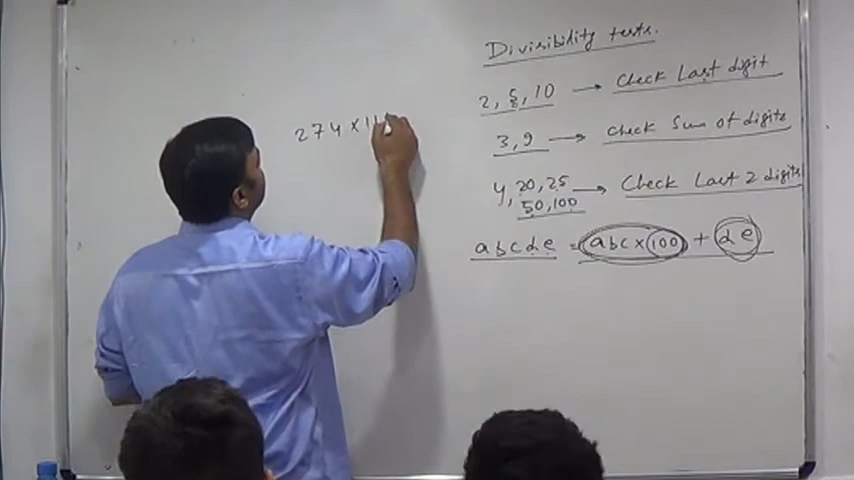 Divisibility tests.
2, 5, 10 → Check Last digit
3, 9 → Check Sum of digits
4, 20, 25 → Check Last 2 digits
50, 100
abcde = abc × 100 + de
274 × 11